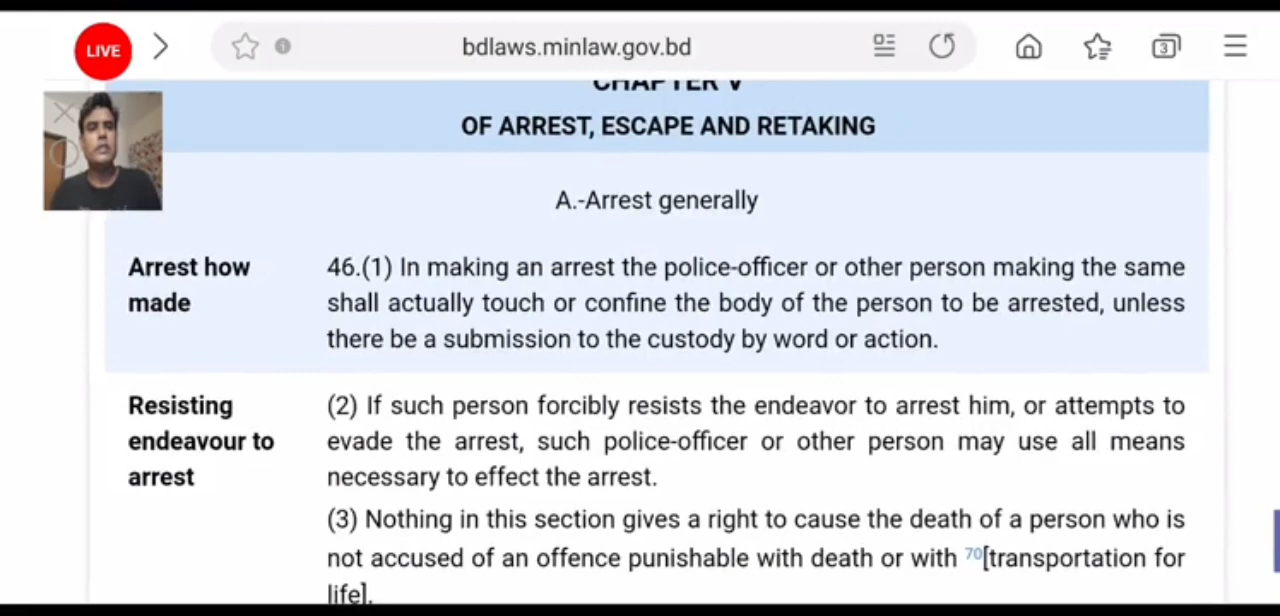 LIVE
bdlaws.minlaw.gov.bd
3
CHAPTER V
OF ARREST, ESCAPE AND RETAKING
A.-Arrest generally
Arrest how
made
46.(1) In making an arrest the police-officer or other person making the same
shall actually touch or confine the body of the person to be arrested, unless
there be a submission to the custody by word or action.
Resisting
endeavour to
arrest
(2) If such person forcibly resists the endeavor to arrest him, or attempts to
evade the arrest, such police-officer or other person may use all means
necessary to effect the arrest.
(3) Nothing in this section gives a right to cause the death of a person who is
not accused of an offence punishable with death or with 70[transportation for
life].